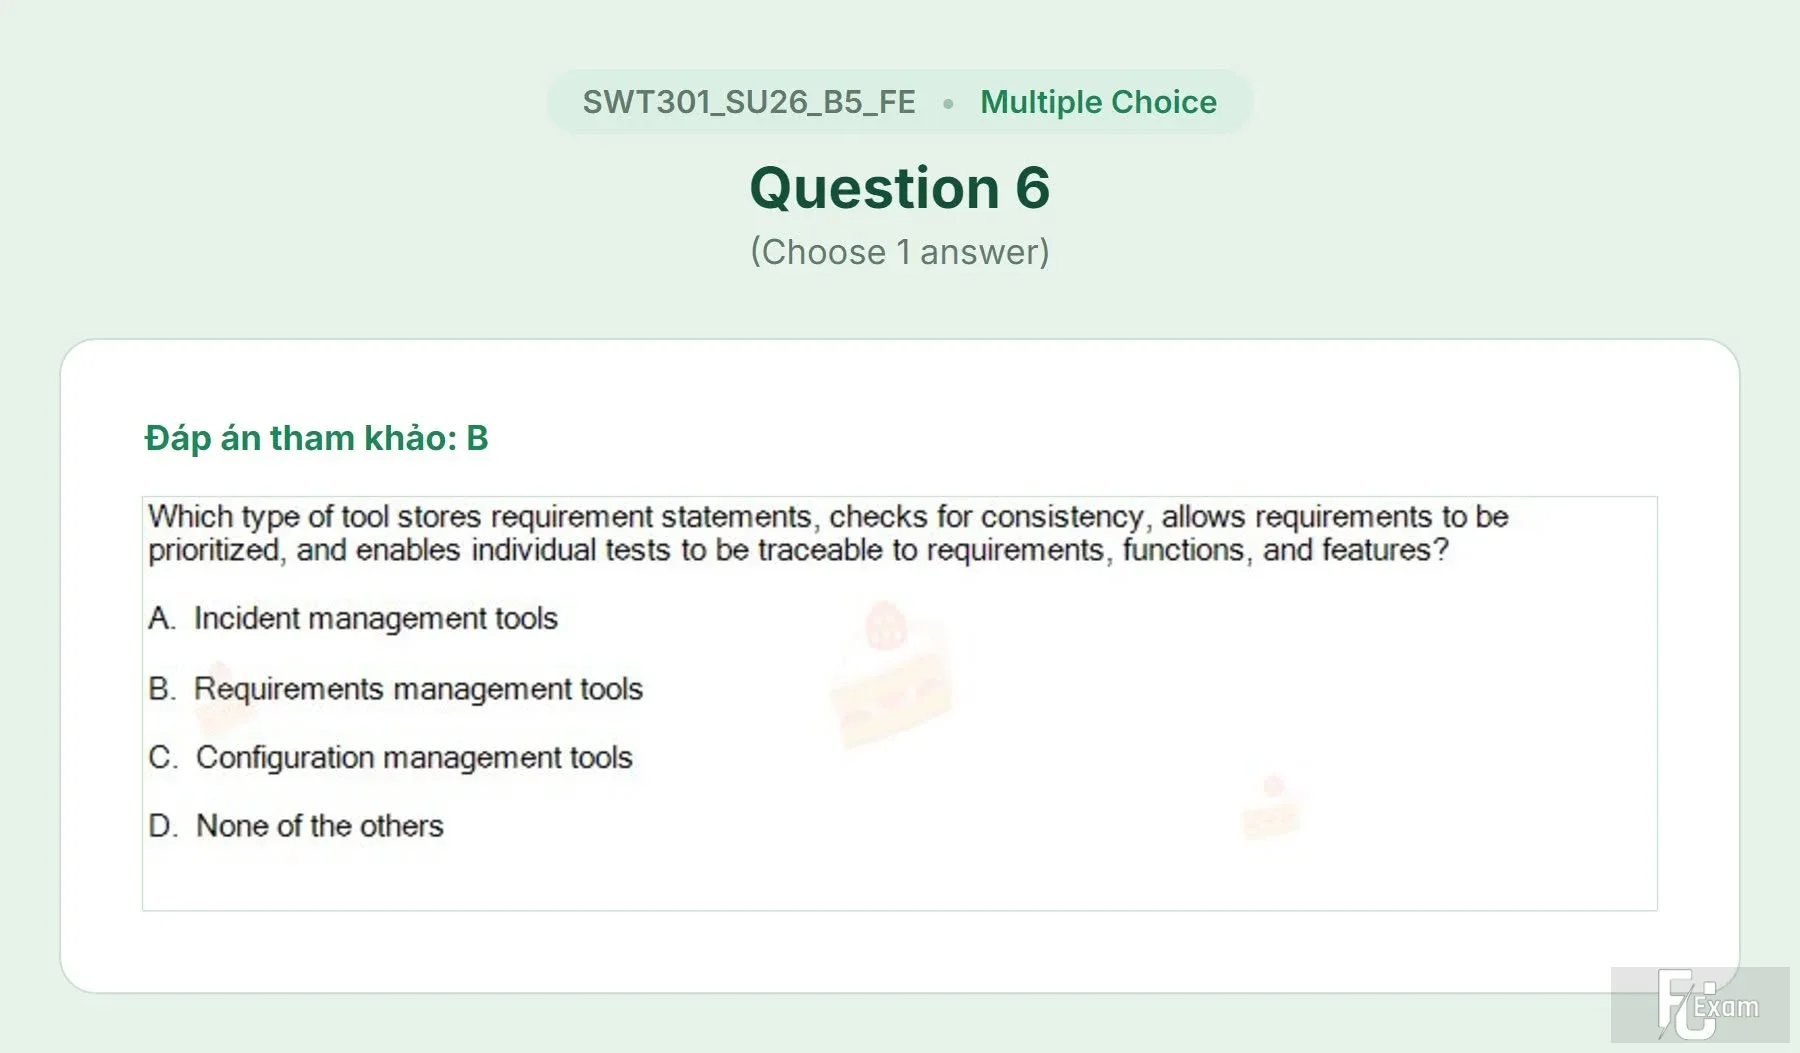 SWT301_SU26_B5_FE • Multiple Choice
Question 6
(Choose 1 answer)
Đáp án tham khảo: B
Which type of tool stores requirement statements, checks for consistency, allows requirements to be
prioritized, and enables individual tests to be traceable to requirements, functions, and features?
A. Incident management tools
B. Requirements management tools
C. Configuration management tools
D. None of the others
FU Exam